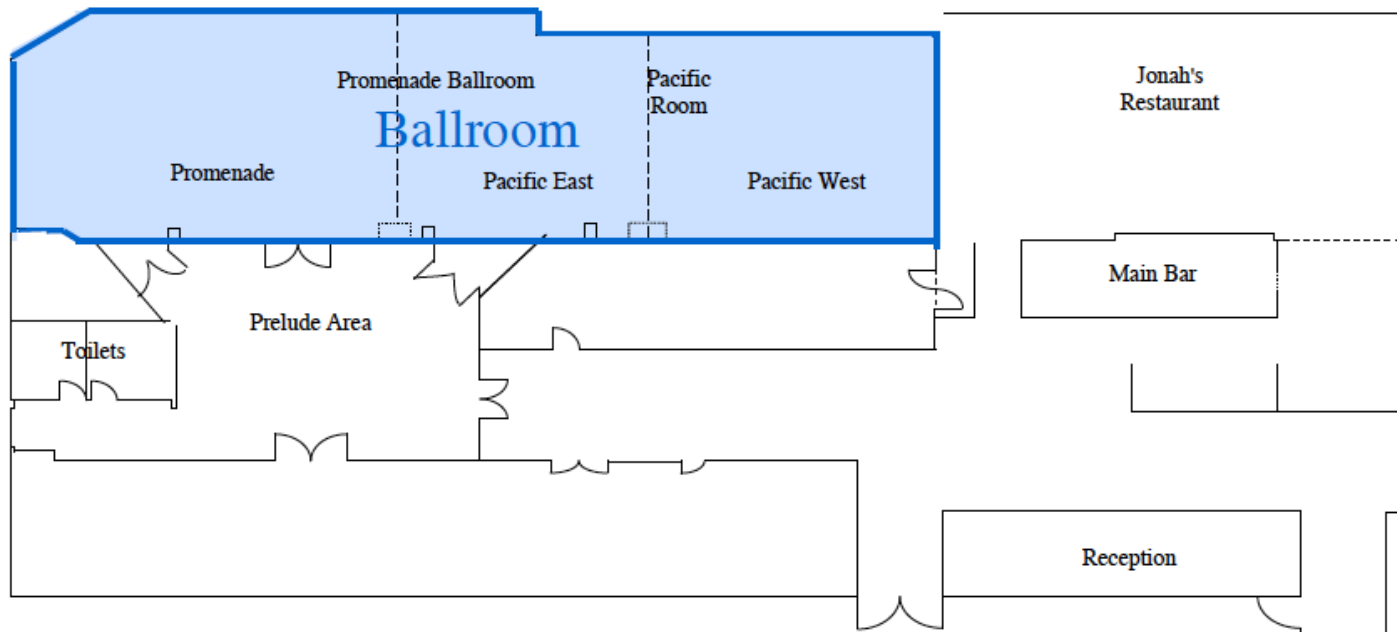 Promenade Ballroom
Pacific
Room
Jonah's
Restaurant
Ballroom
Promenade
Pacific East
Pacific West
Main Bar
Prelude Area
Toilets
Reception